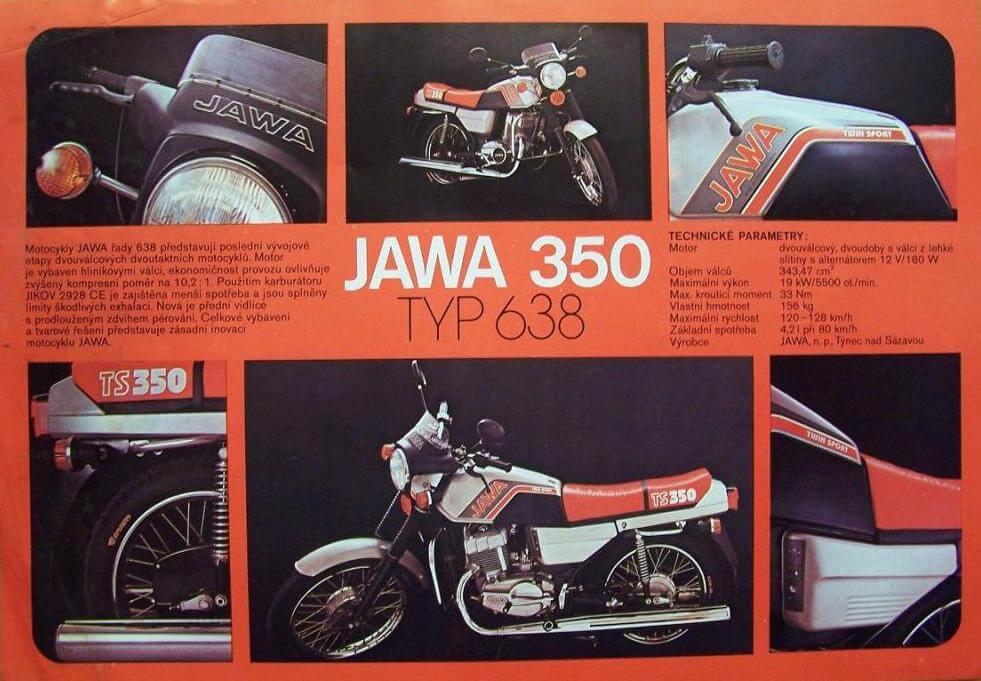 JAWA
350
JAWA
TWIN SPORT
Motocykly JAWA řady 638 představují poslední vývojové
etapy dvouválcových dvoutaktních motocyklů. Motor
je vybaven hliníkovými válci, ekonomičnost provozu ovlivňuje
zvýšený kompresní poměr na 10,2 : 1. Použitím karburátoru
JIKOV 2928 CE je zajištěna menší spotřeba a jsou splněny
limity škodlivých exhalací. Nová je přední vidlice
s prodlouženým zdvihem pérování. Celkové vybavení
a tvarové řešení představuje zásadní inovaci
motocyklu JAWA.
JAWA 350
TYP 638
TECHNICKÉ PARAMETRY:
Motor dvouválcový, dvoudobý s válci z lehké
slitiny s alternátorem 12 V/180 W
Objem válců 343,47 cm³
Maximální výkon 19 kW/5500 ot./min.
Max. kroutící moment 33 Nm
Vlastní hmotnost 156 kg
Maximální rychlost 120–128 km/h
Základní spotřeba 4,2 l při 80 km/h
Výrobce JAWA, n. p., Týnec nad Sázavou
TS350
JAWA
TS350
TWIN SPORT